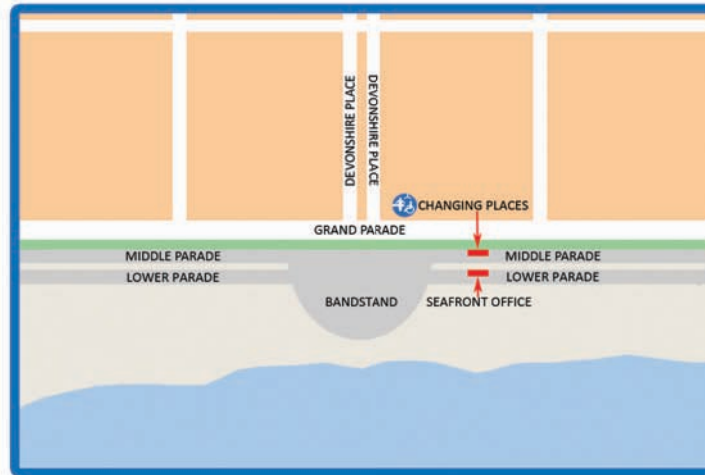 DEVONSHIRE PLACE
DEVONSHIRE PLACE
CHANGING PLACES
GRAND PARADE
MIDDLE PARADE
MIDDLE PARADE
LOWER PARADE
LOWER PARADE
BANDSTAND
SEAFRONT OFFICE